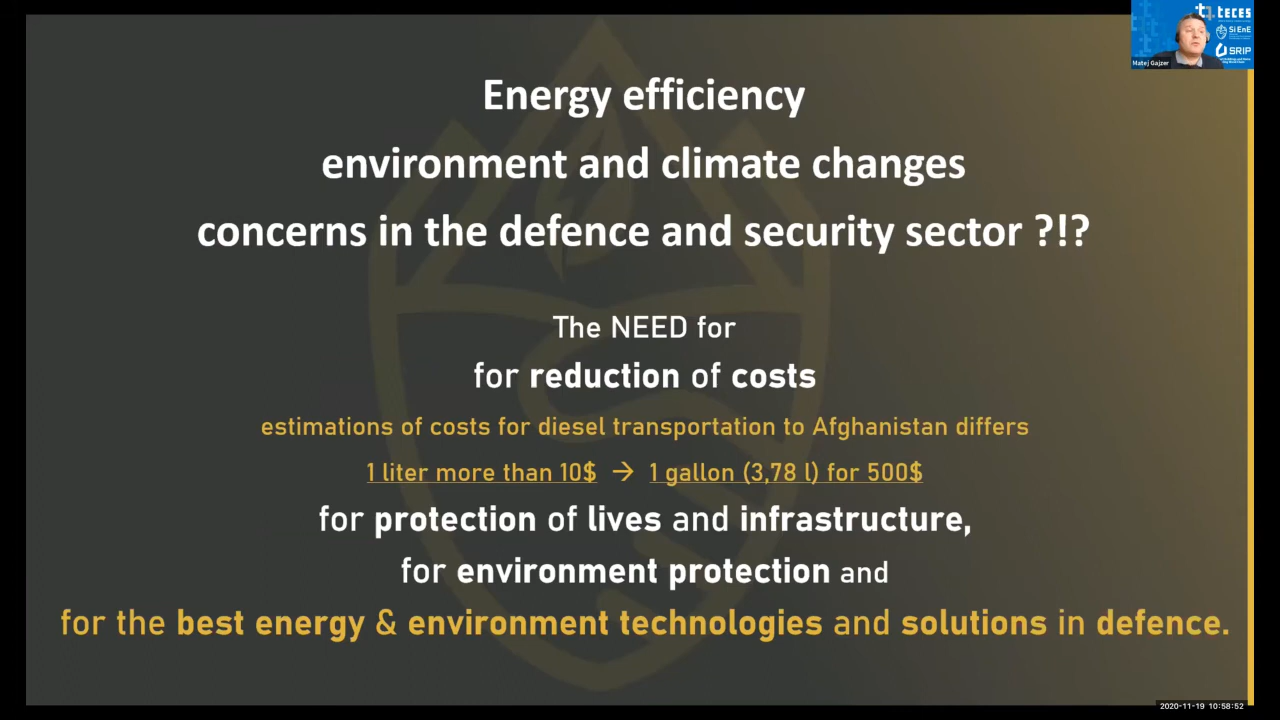 teces
SiEnE
SRIP
Matej Gajzer
Energy efficiency
environment and climate changes
concerns in the defence and security sector ?!?
The NEED for
for reduction of costs
estimations of costs for diesel transportation to Afghanistan differs
1 liter more than 10$ → 1 gallon (3,78 l) for 500$
for protection of lives and infrastructure,
for environment protection and
for the best energy & environment technologies and solutions in defence.
2020-11-19 10:58:52